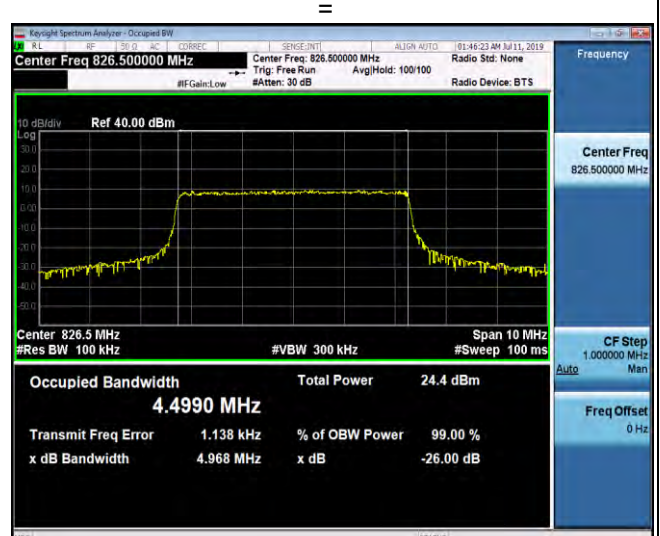 =
Keysight Spectrum Analyzer - Occupied BW
RL RF 50 Ω AC CORREC SENSE:INT ALIGN AUTO 01:46:23 AM Jul 11, 2019
Center Freq 826.500000 MHz
Center Freq: 826.500000 MHz
Radio Std: None
Trig: Free Run Avg|Hold: 100/100
#IFGain:Low #Atten: 30 dB Radio Device: BTS
Frequency
10 dB/div Ref 40.00 dBm
Log
30.0
20.0
10.0
0.00
-10.0
-20.0
-30.0
-40.0
-50.0
Center 826.5 MHz Span 10 MHz
#Res BW 100 kHz #VBW 300 kHz #Sweep 100 ms
Occupied Bandwidth Total Power 24.4 dBm
4.4990 MHz
Transmit Freq Error 1.138 kHz % of OBW Power 99.00 %
x dB Bandwidth 4.968 MHz x dB -26.00 dB
Center Freq
826.500000 MHz
CF Step
1.000000 MHz
Auto Man
Freq Offset
0 Hz